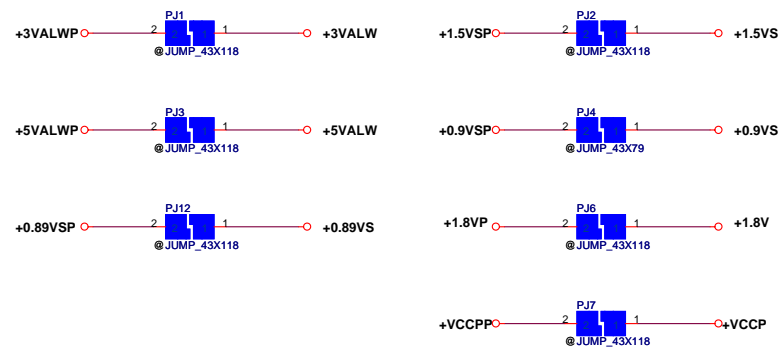 PJ1
+3VALWP 2 2 1 1 +3VALW
@JUMP_43X118
PJ2
+1.5VSP 2 2 1 1 +1.5VS
@JUMP_43X118
PJ3
+5VALWP 2 2 1 1 +5VALW
@JUMP_43X118
PJ4
+0.9VSP 2 2 1 1 +0.9VS
@JUMP_43X79
PJ12
+0.89VSP 2 2 1 1 +0.89VS
@JUMP_43X118
PJ6
+1.8VP 2 2 1 1 +1.8V
@JUMP_43X118
PJ7
+VCCPP 2 2 1 1 +VCCP
@JUMP_43X118